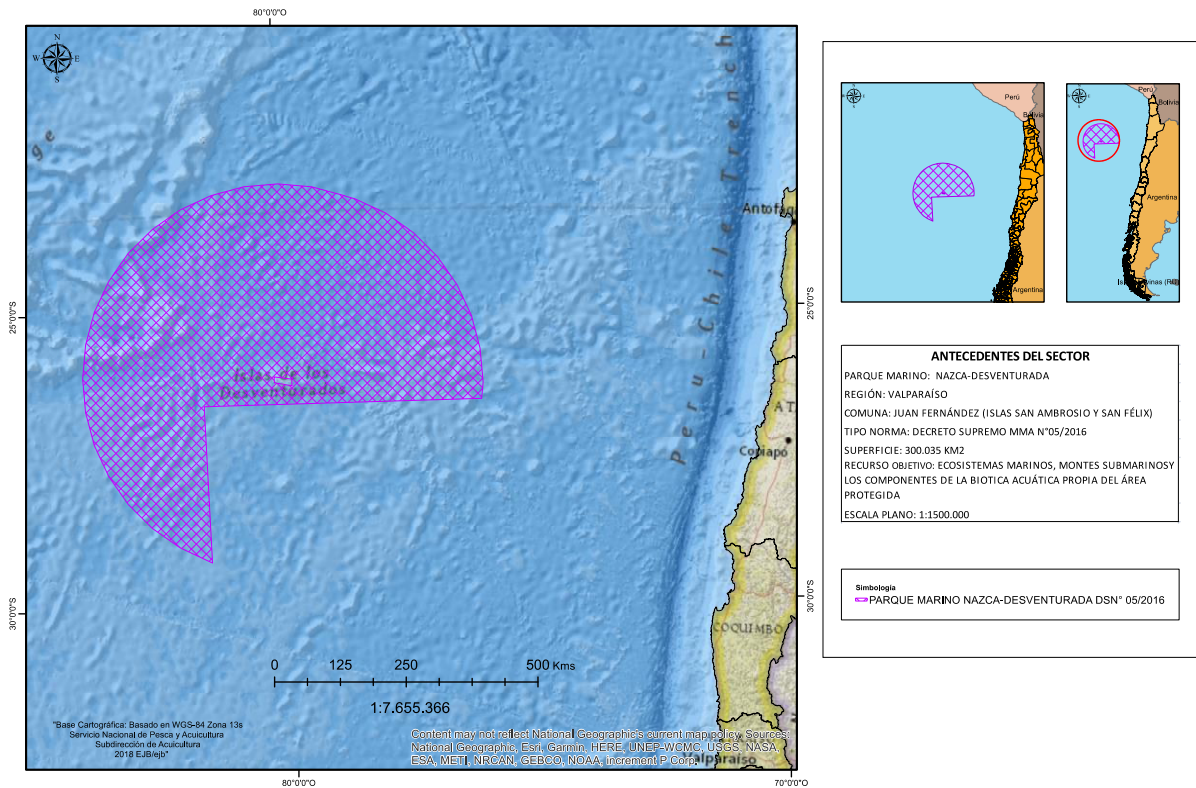 80°0'0"O
N
W
E
S
ge
Peru-Chile Trench
Antofag
25°0'0"S
25°0'0"S
Islas de los
Desventurados
AT
Copiapó
30°0'0"S
30°0'0"S
COQUIMBO
0 125 250 500 Kms
1:7.655.366
"Base Cartográfica: Basado en WGS-84 Zona 13s
Servicio Nacional de Pesca y Acuicultura
Subdirección de Acuicultura
2018 EJB/ejb"
Content may not reflect National Geographic's current map policy. Sources:
National Geographic, Esri, Garmin, HERE, UNEP-WCMC, USGS, NASA,
ESA, METI, NRCAN, GEBCO, NOAA, increment P Corp.
Valparaíso
80°0'0"O
70°0'0"O
Perú
Bolivia
Argentina
Perú
Bolivia
Argentina
ANTECEDENTES DEL SECTOR
PARQUE MARINO: NAZCA-DESVENTURADA
REGIÓN: VALPARAÍSO
COMUNA: JUAN FERNÁNDEZ (ISLAS SAN AMBROSIO Y SAN FÉLIX)
TIPO NORMA: DECRETO SUPREMO MMA N°05/2016
SUPERFICIE: 300.035 KM2
RECURSO OBJETIVO: ECOSISTEMAS MARINOS, MONTES SUBMARINOSY
LOS COMPONENTES DE LA BIOTICA ACUÁTICA PROPIA DEL ÁREA
PROTEGIDA
ESCALA PLANO: 1:1500.000
Simbología
PARQUE MARINO NAZCA-DESVENTURADA DSN° 05/2016